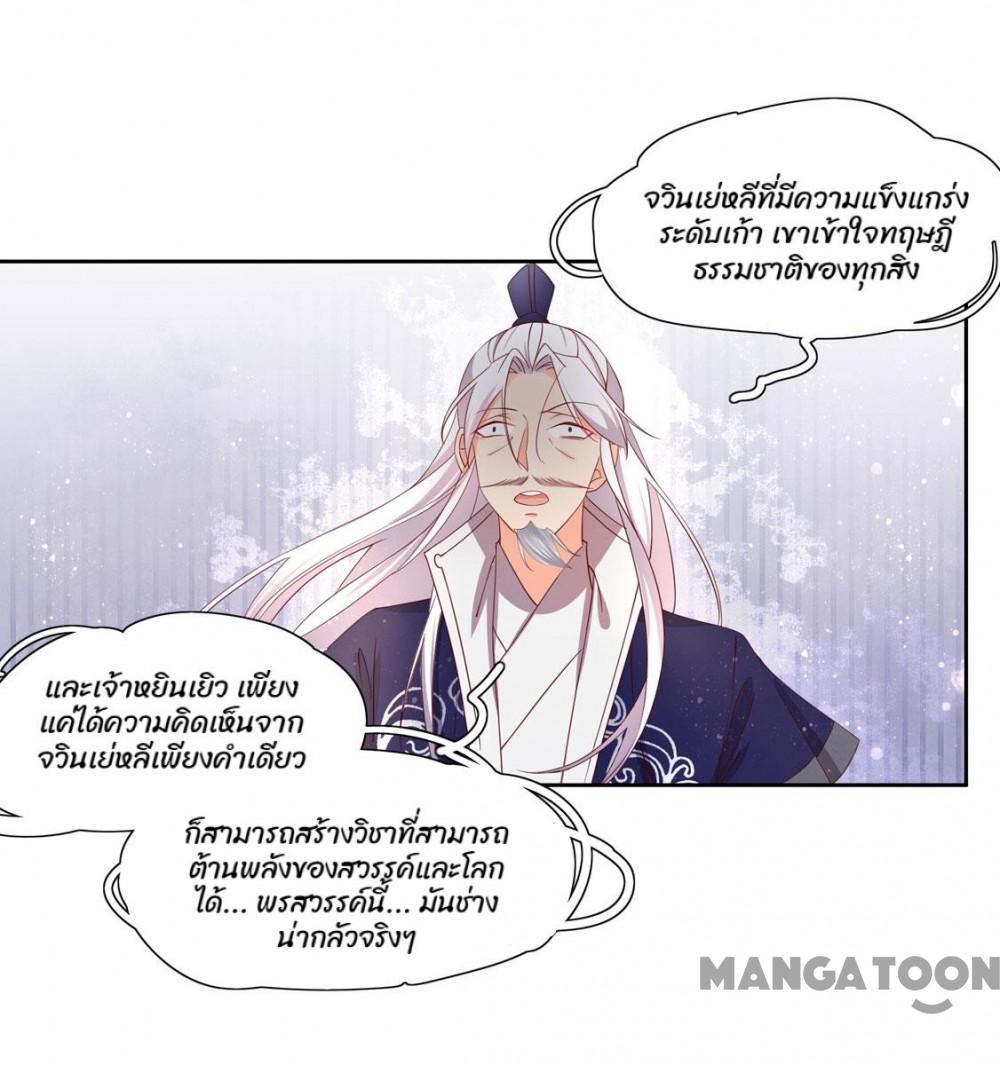 จวินเย่หลีที่มีความแข็งแกร่ง
ระดับเก้า เขาเข้าใจทฤษฎี
ธรรมชาติของทุกสิ่ง
และเจ้าหยินเยิว เพียง
แค่ได้ความคิดเห็นจาก
จวินเย่หลีเพียงคำเดียว
ก็สามารถสร้างวิชาที่สามารถ
ต้านพลังของสวรรค์และโลก
ได้... พรสวรรค์นี้... มันช่าง
น่ากลัวจริงๆ
MANGATOON